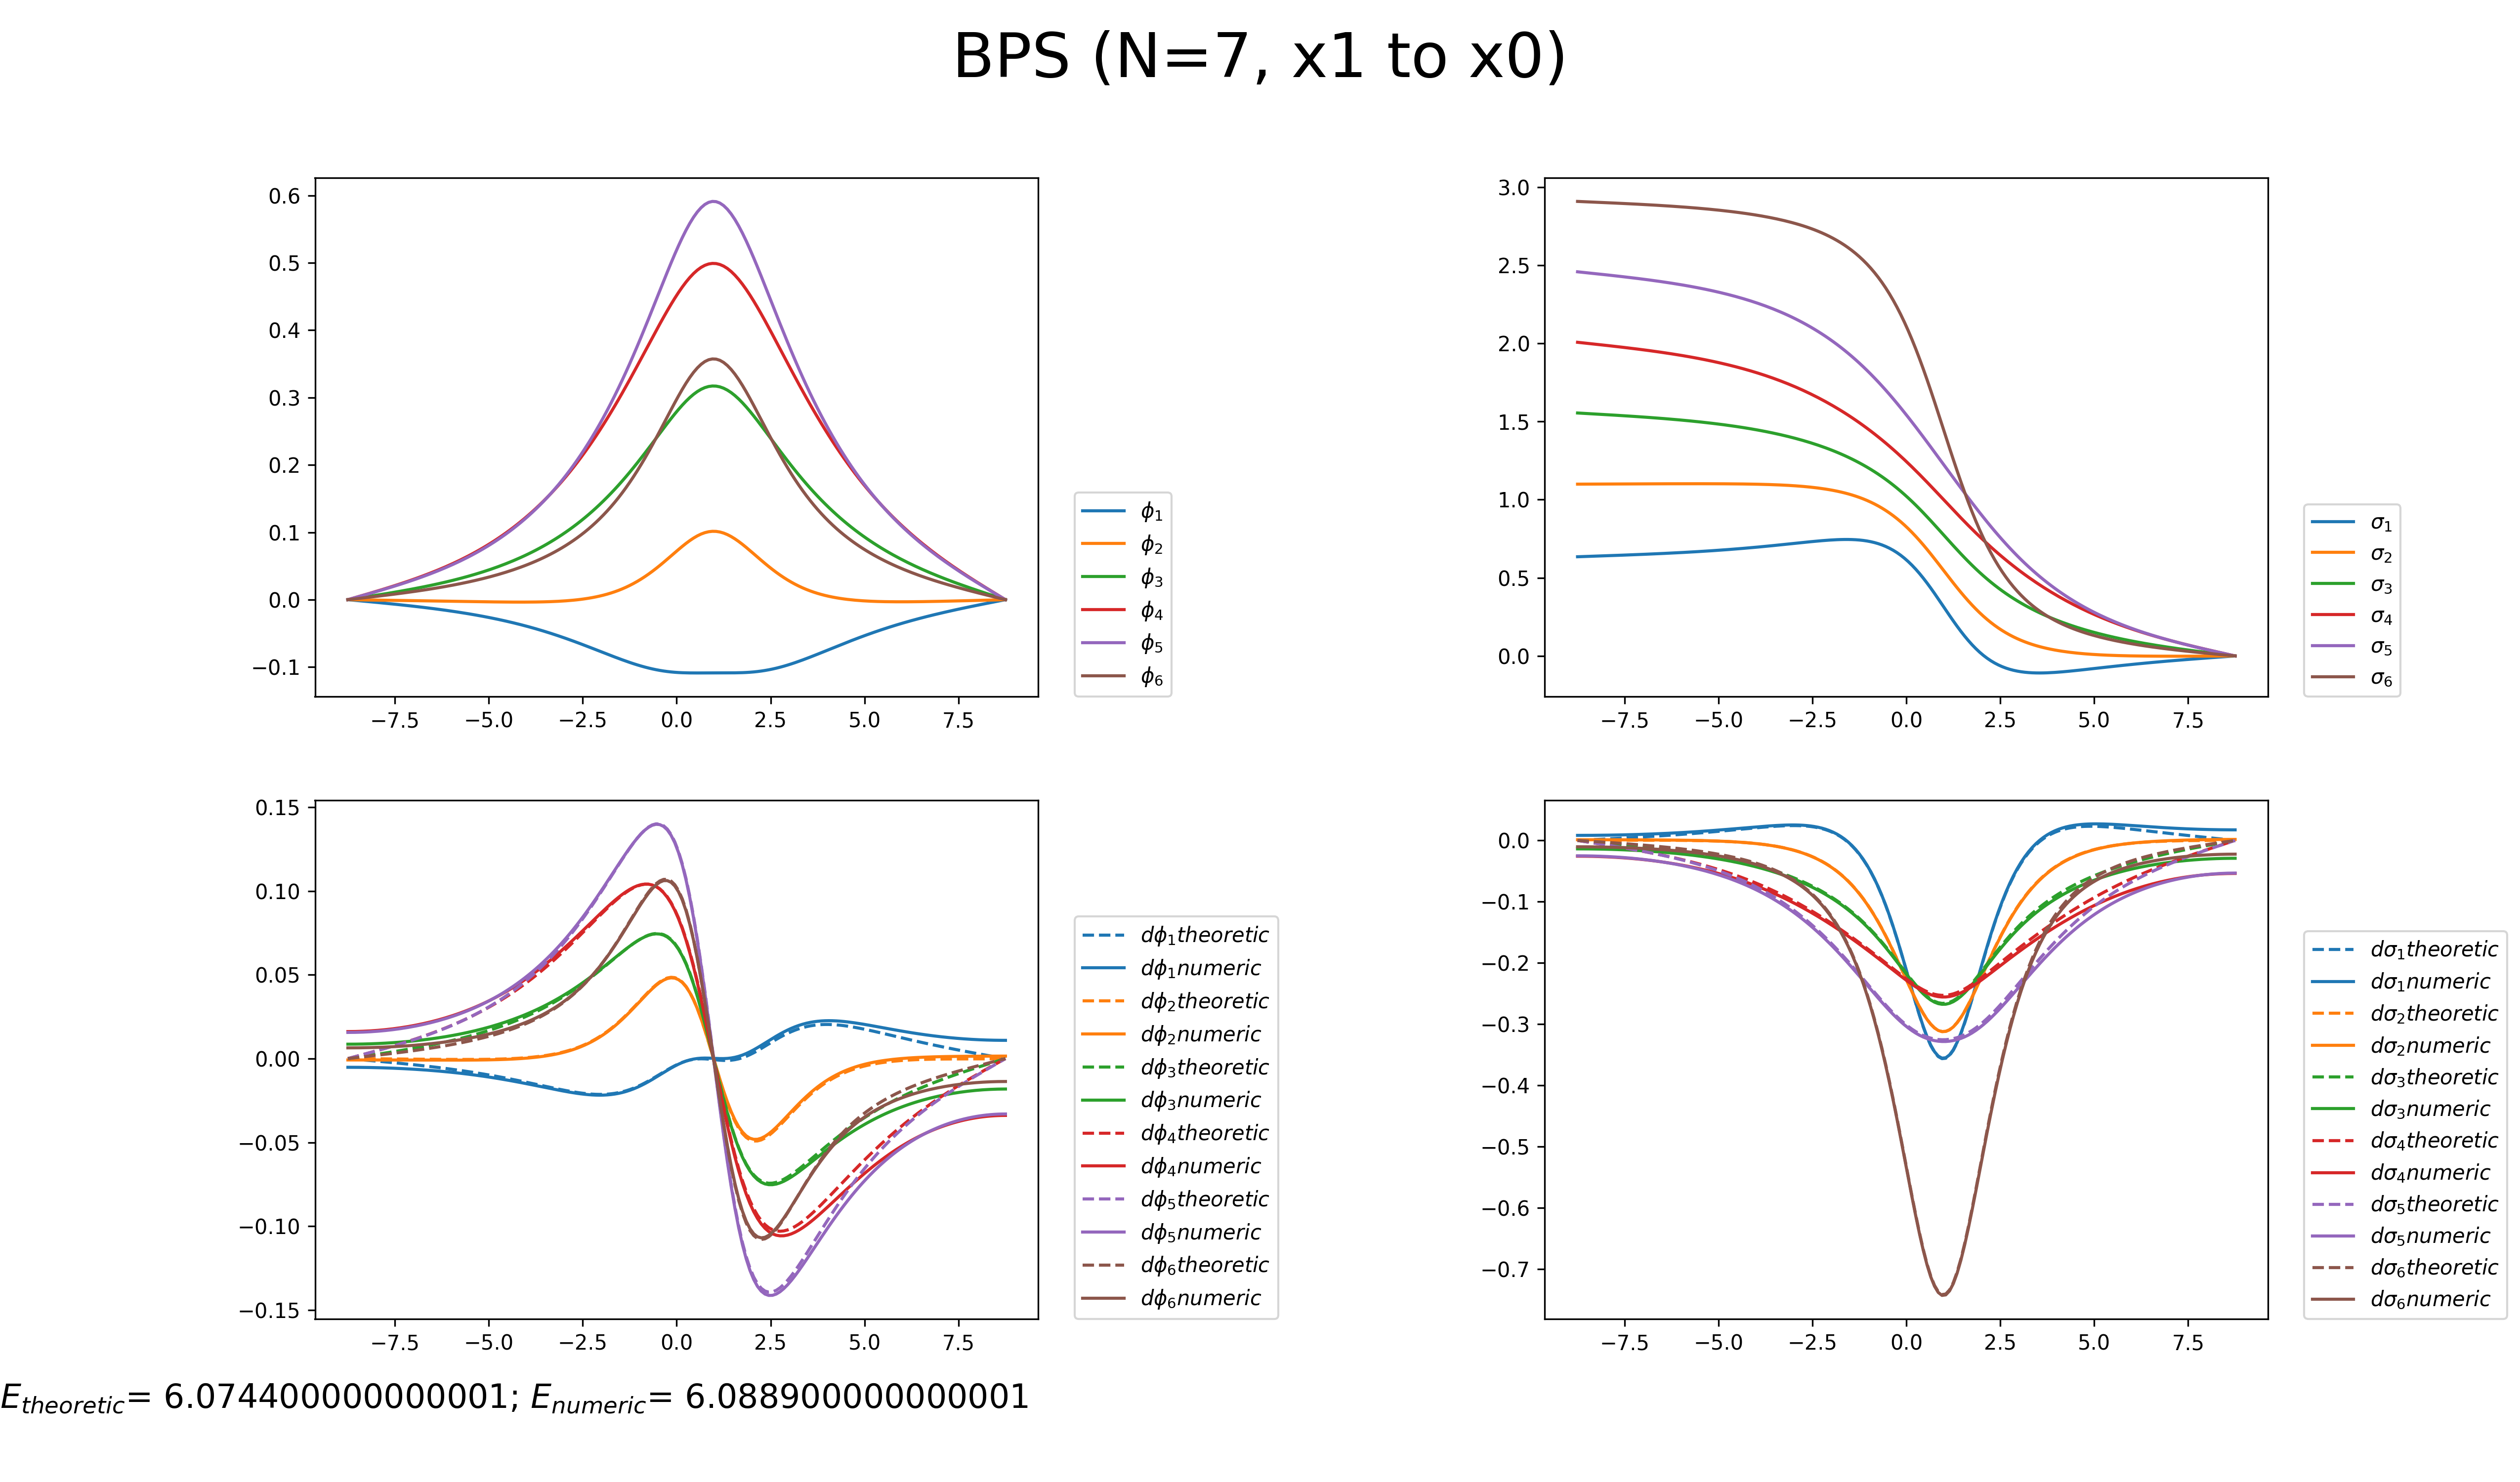 BPS (N=7, x1 to x0)
0.6
0.5
0.4
0.3
0.2
0.1
0.0
−0.1
−7.5 −5.0 −2.5 0.0 2.5 5.0 7.5
ϕ₁
ϕ₂
ϕ₃
ϕ₄
ϕ₅
ϕ₆
3.0
2.5
2.0
1.5
1.0
0.5
0.0
−7.5 −5.0 −2.5 0.0 2.5 5.0 7.5
σ₁
σ₂
σ₃
σ₄
σ₅
σ₆
0.15
0.10
0.05
0.00
−0.05
−0.10
−0.15
−7.5 −5.0 −2.5 0.0 2.5 5.0 7.5
dϕ₁theoretic
dϕ₁numeric
dϕ₂theoretic
dϕ₂numeric
dϕ₃theoretic
dϕ₃numeric
dϕ₄theoretic
dϕ₄numeric
dϕ₅theoretic
dϕ₅numeric
dϕ₆theoretic
dϕ₆numeric
0.0
−0.1
−0.2
−0.3
−0.4
−0.5
−0.6
−0.7
−7.5 −5.0 −2.5 0.0 2.5 5.0 7.5
dσ₁theoretic
dσ₁numeric
dσ₂theoretic
dσ₂numeric
dσ₃theoretic
dσ₃numeric
dσ₄theoretic
dσ₄numeric
dσ₅theoretic
dσ₅numeric
dσ₆theoretic
dσ₆numeric
E_theoretic= 6.074400000000001; E_numeric= 6.088900000000001